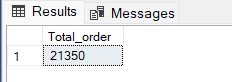 Results Messages
Total_order
1 21350